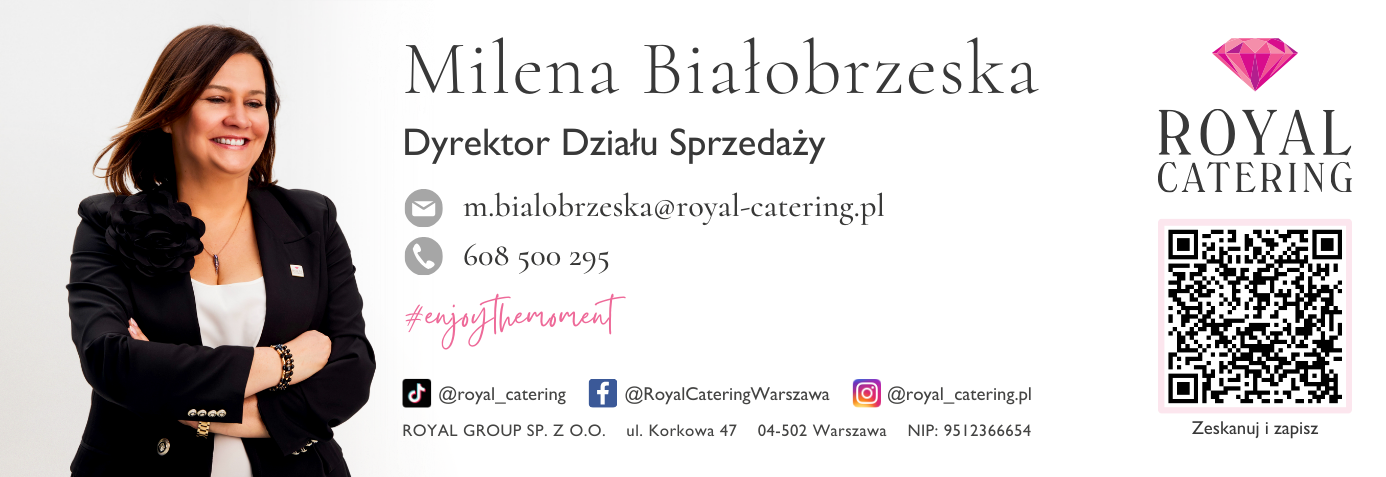 Milena Białobrzeska
Dyrektor Działu Sprzedaży
m.bialobrzeska@royal-catering.pl
608 500 295
#enjoythemoment
@royal_catering @RoyalCateringWarszawa @royal_catering.pl
ROYAL GROUP SP. Z O.O. ul. Korkowa 47 04-502 Warszawa NIP: 9512366654
ROYAL
CATERING
Zeskanuj i zapisz